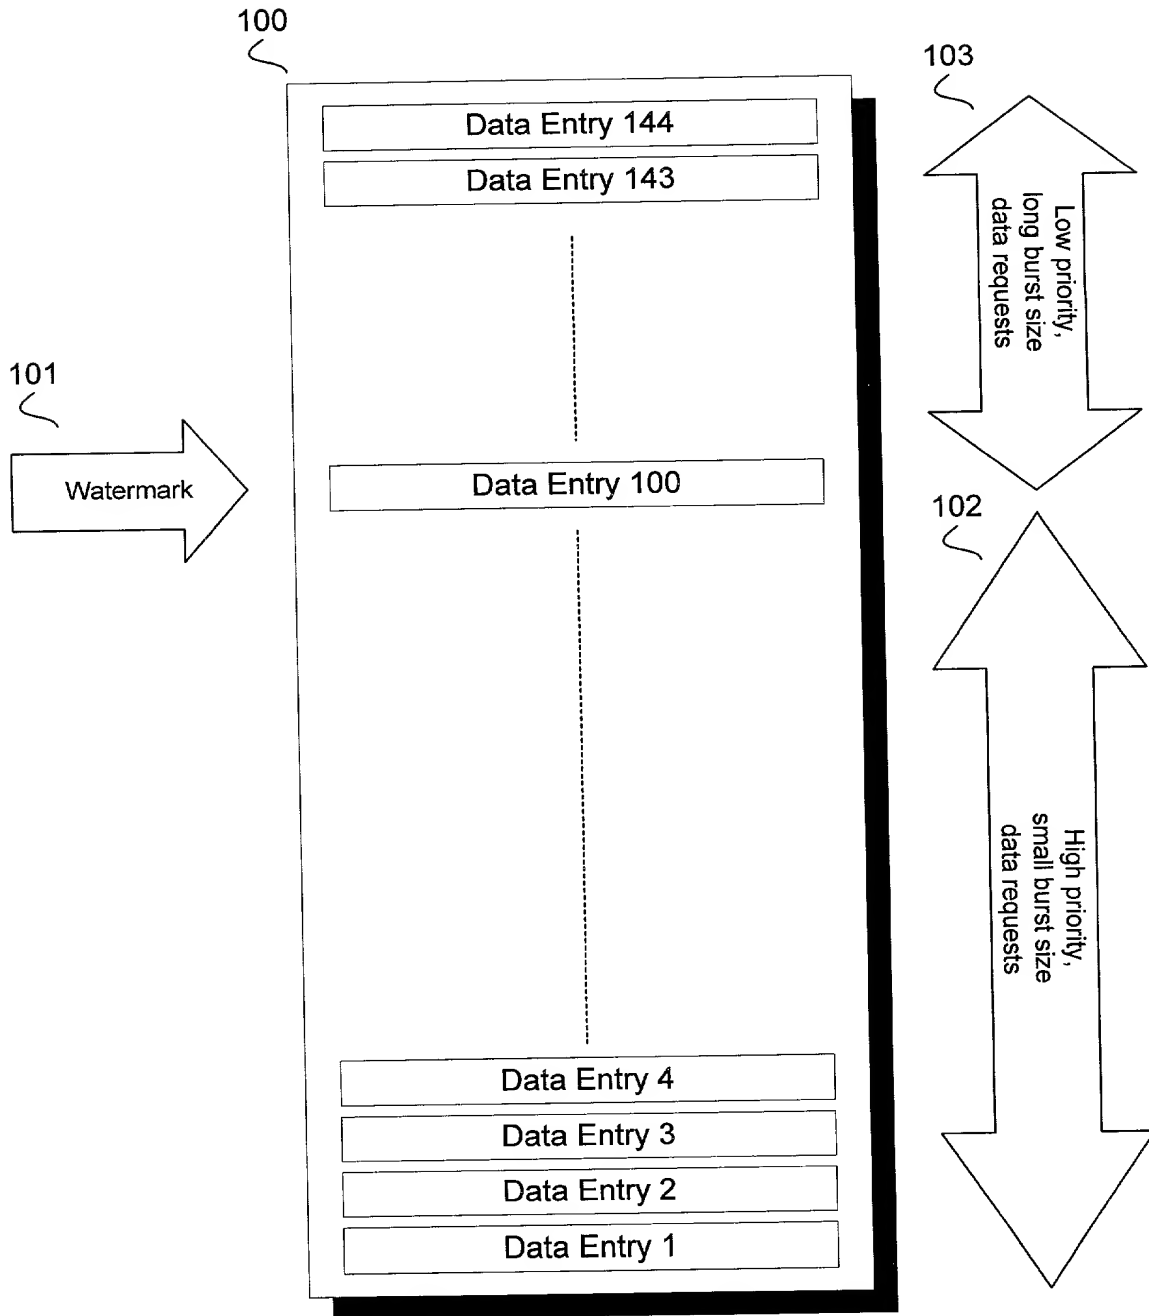 100
103
Data Entry 144
Data Entry 143
Low priority,
long burst size
data requests
101
Watermark
Data Entry 100
102
High priority,
small burst size
data requests
Data Entry 4
Data Entry 3
Data Entry 2
Data Entry 1